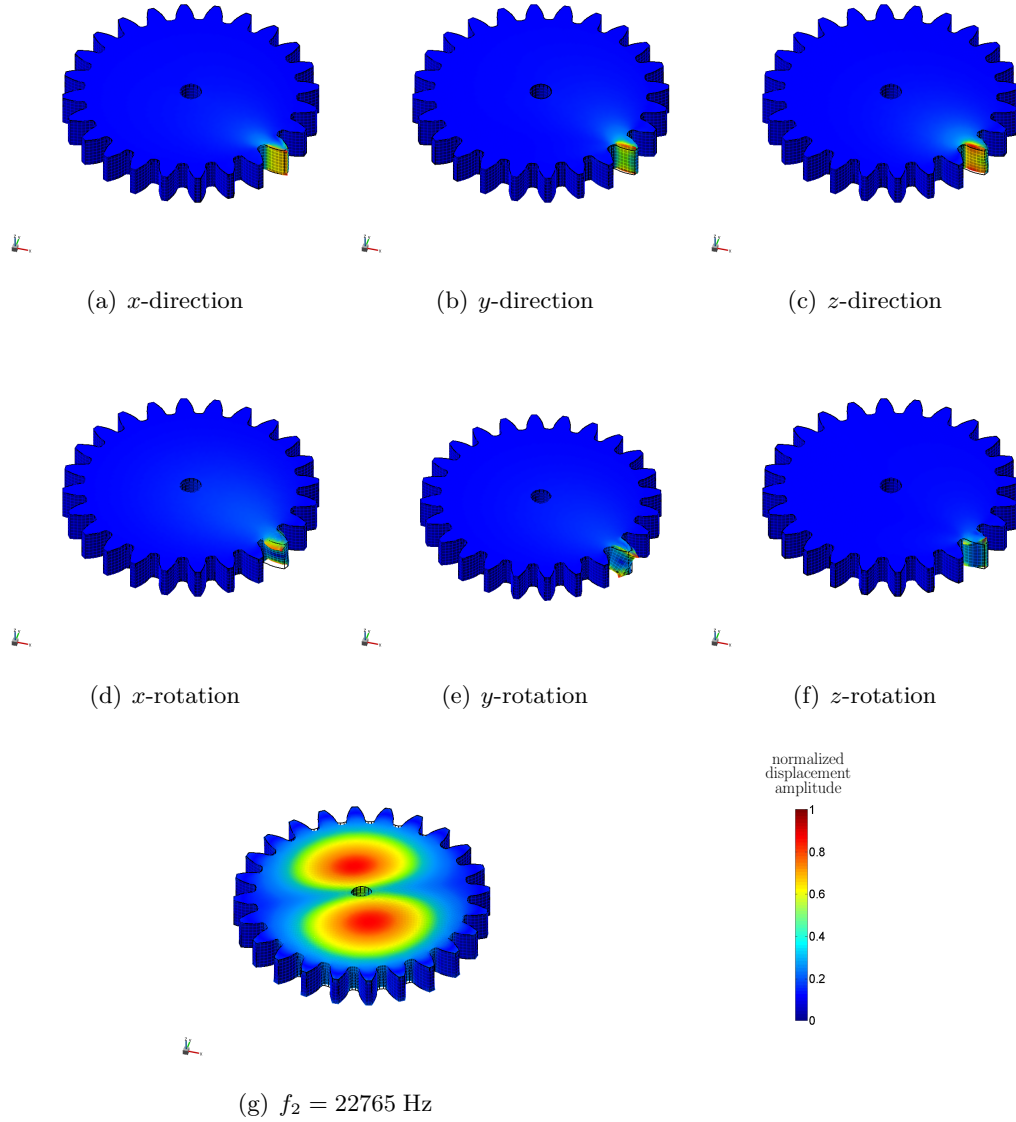 (a) x-direction
(b) y-direction
(c) z-direction
(d) x-rotation
(e) y-rotation
(f) z-rotation
normalized
displacement
amplitude
1
0.8
0.6
0.4
0.2
0
(g) f₂ = 22765 Hz